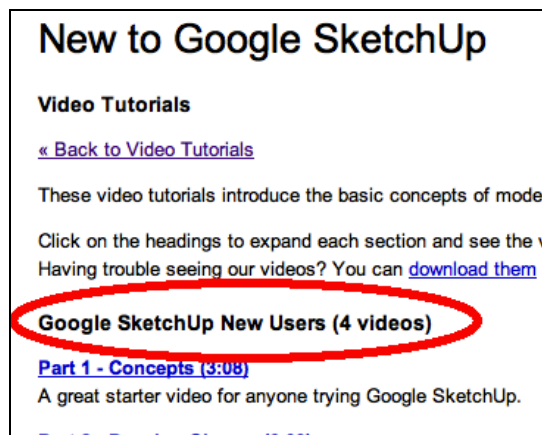 New to Google SketchUp
Video Tutorials
« Back to Video Tutorials
These video tutorials introduce the basic concepts of mode
Click on the headings to expand each section and see the
Having trouble seeing our videos? You can download them
Google SketchUp New Users (4 videos)
Part 1 - Concepts (3:08)
A great starter video for anyone trying Google SketchUp.